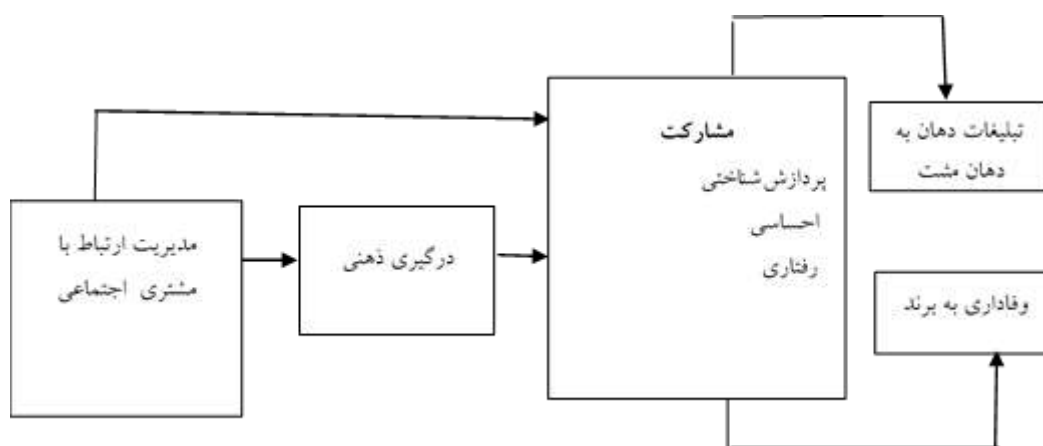 مدیریت ارتباط با
مشتری اجتماعی
درگیری ذهنی
مشارکت
پردازش‌شناختی
احساسی
رفتاری
تبلیغات دهان به
دهان مثبت
وفاداری به برند